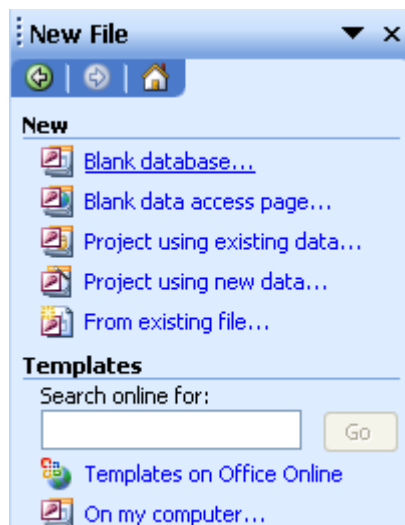 New File
New
Blank database...
Blank data access page...
Project using existing data...
Project using new data...
From existing file...
Templates
Search online for:
Go
Templates on Office Online
On my computer...